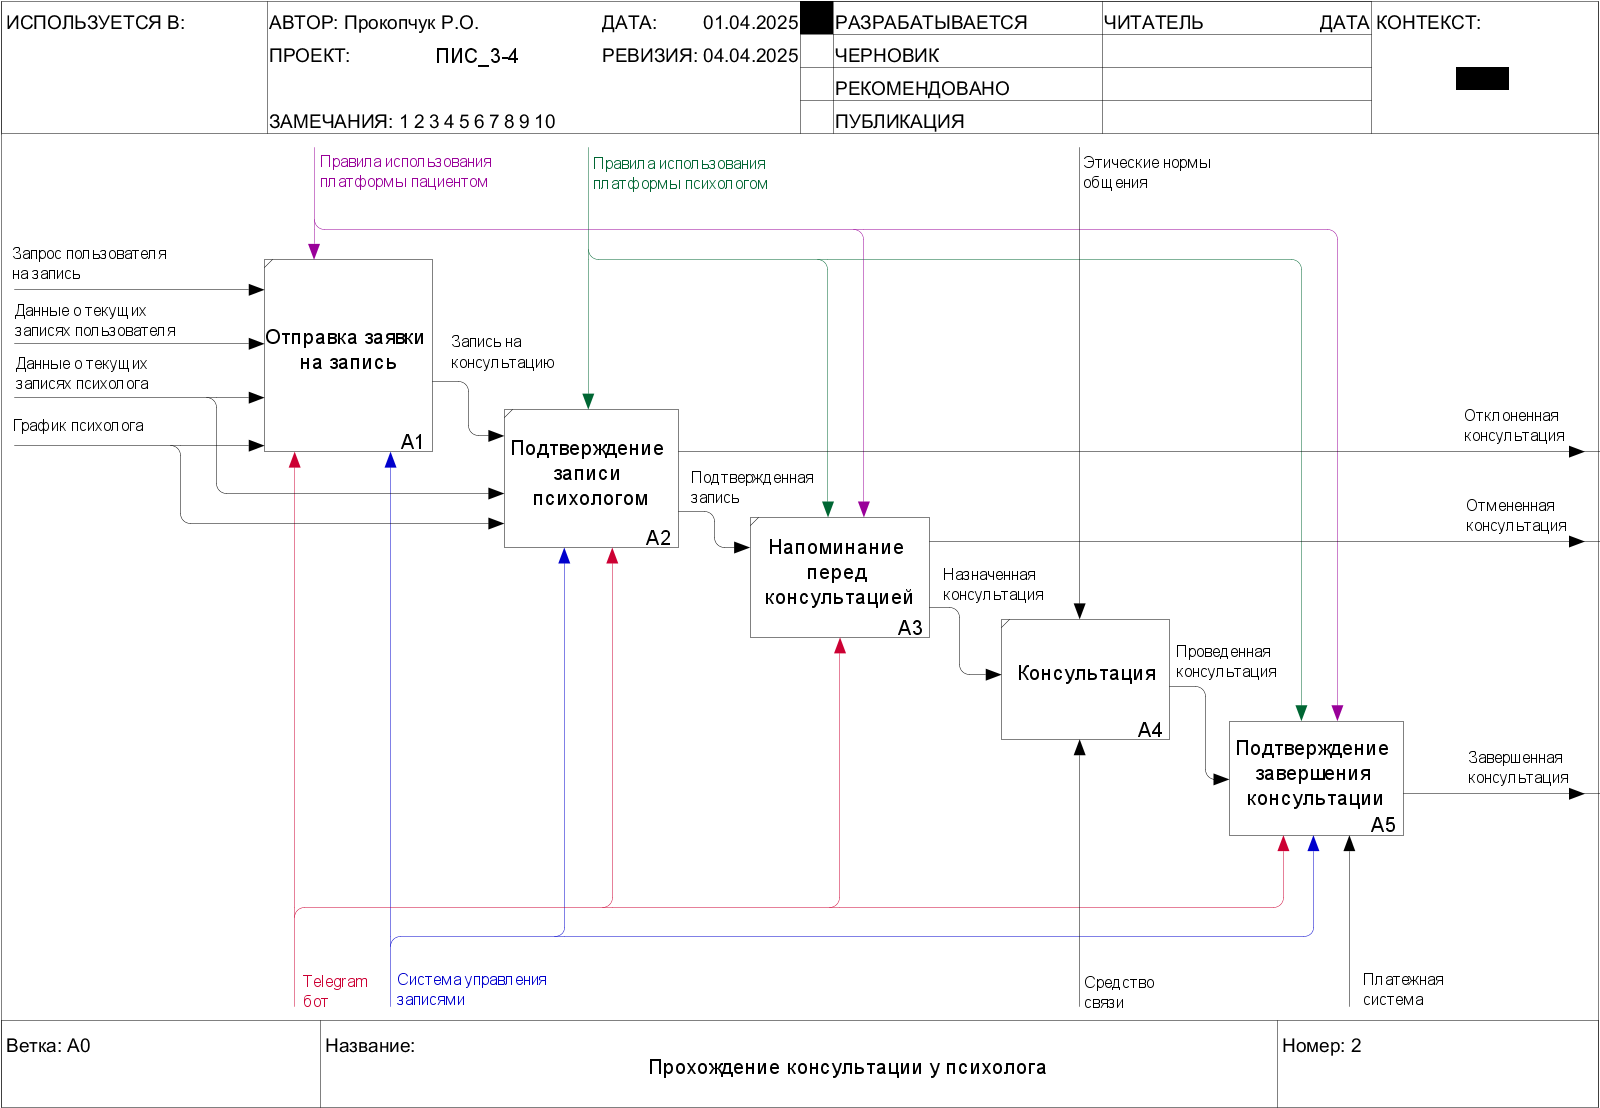 ИСПОЛЬЗУЕТСЯ В:
АВТОР: Прокопчук Р.О.
ДАТА: 01.04.2025
РАЗРАБАТЫВАЕТСЯ
ЧИТАТЕЛЬ
ДАТА
КОНТЕКСТ:
ПРОЕКТ: ПИС_3-4
РЕВИЗИЯ: 04.04.2025
ЧЕРНОВИК
РЕКОМЕНДОВАНО
ЗАМЕЧАНИЯ: 1 2 3 4 5 6 7 8 9 10
ПУБЛИКАЦИЯ
Правила использования
платформы пациентом
Правила использования
платформы психологом
Этические нормы
общения
Запрос пользователя
на запись
Данные о текущих
записях пользователя
Данные о текущих
записях психолога
График психолога
Отправка заявки
на запись
A1
Запись на
консультацию
Подтверждение
записи
психологом
A2
Отклоненная
консультация
Подтвержденная
запись
Отмененная
консультация
Напоминание
перед
консультацией
A3
Назначенная
консультация
Консультация
A4
Проведенная
консультация
Подтверждение
завершения
консультации
A5
Завершенная
консультация
Telegram
бот
Система управления
записями
Средство
связи
Платежная
система
Ветка: A0
Название:
Прохождение консультации у психолога
Номер: 2